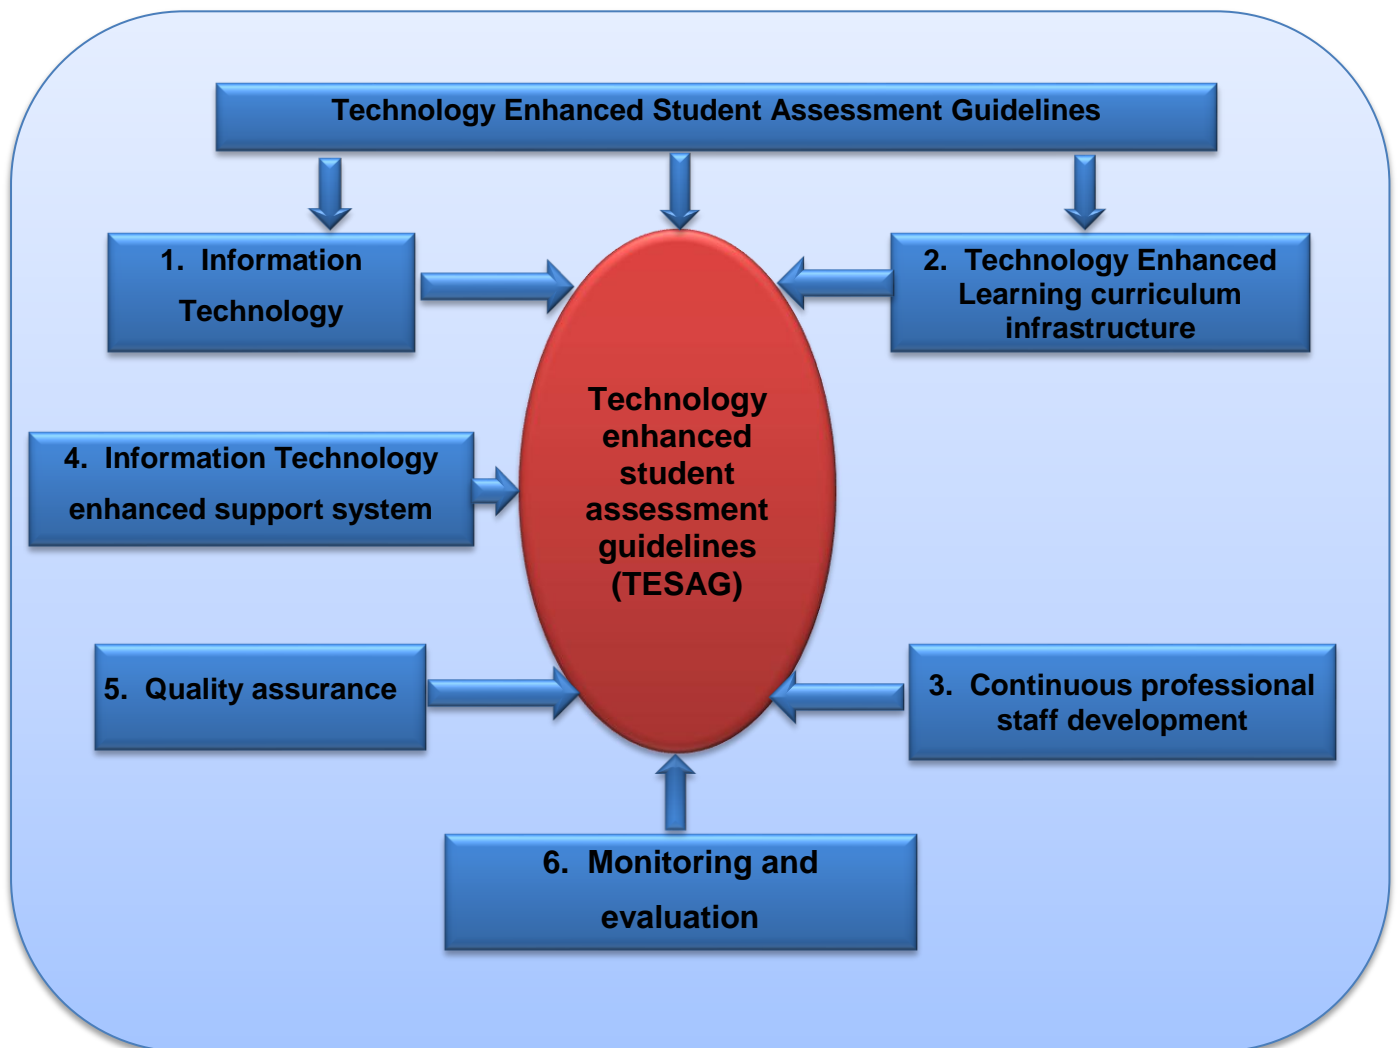 Technology Enhanced Student Assessment Guidelines
1. Information
Technology
2. Technology Enhanced
Learning curriculum
infrastructure
Technology
enhanced
student
assessment
guidelines
(TESAG)
4. Information Technology
enhanced support system
5. Quality assurance
3. Continuous professional
staff development
6. Monitoring and
evaluation